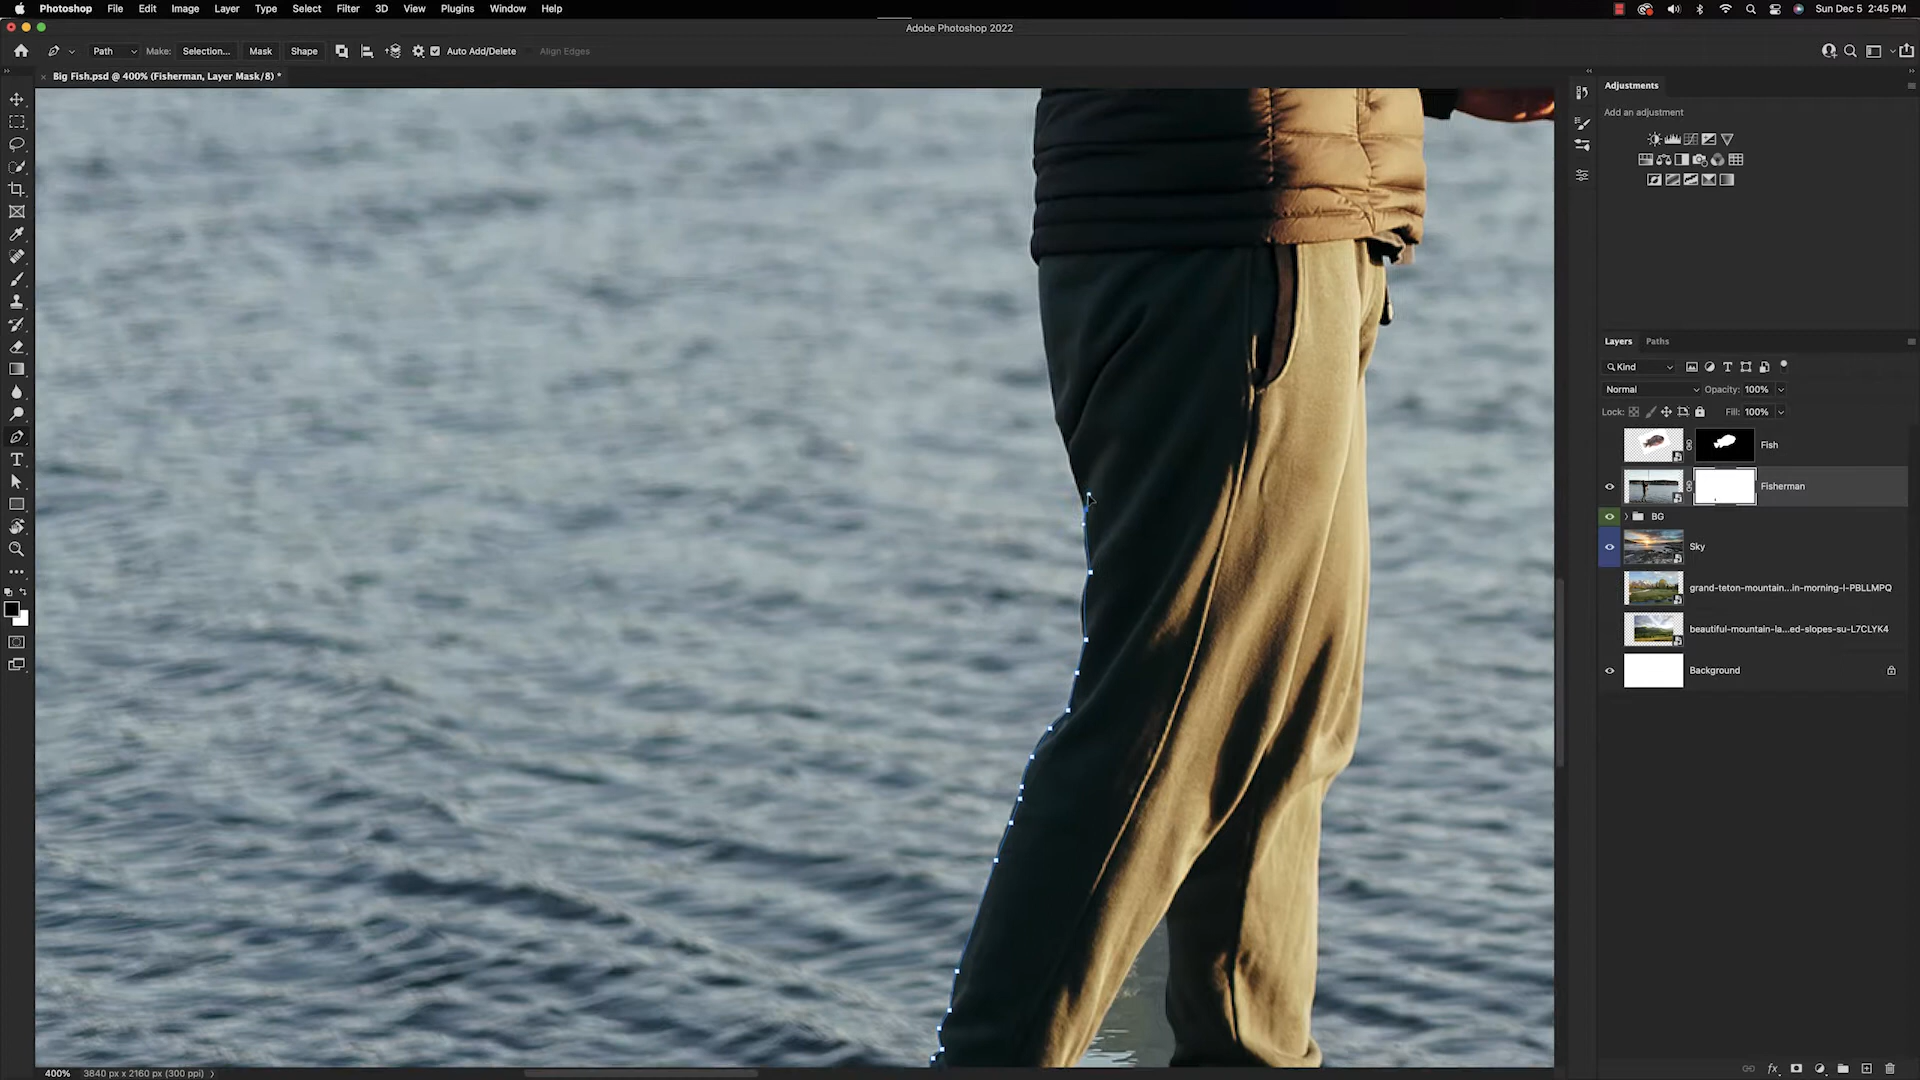 Photoshop File Edit Image Layer Type Select Filter 3D View Plugins Window Help Sun Dec 5 2:45 PM
Adobe Photoshop 2022
Path Make: Selection... Mask Shape Auto Add/Delete Align Edges
Big Fish.psd @ 400% (Fisherman, Layer Mask/8) *
Adjustments
Add an adjustment
Layers Paths
Kind
Normal Opacity: 100%
Lock: Fill: 100%
Fish
Fisherman
BG
Sky
grand-teton-mountain...in-morning-l-PBLLMPQ
beautiful-mountain-la...ed-slopes-su-L7CLYK4
Background
400% 3840 px x 2160 px (300 ppi)